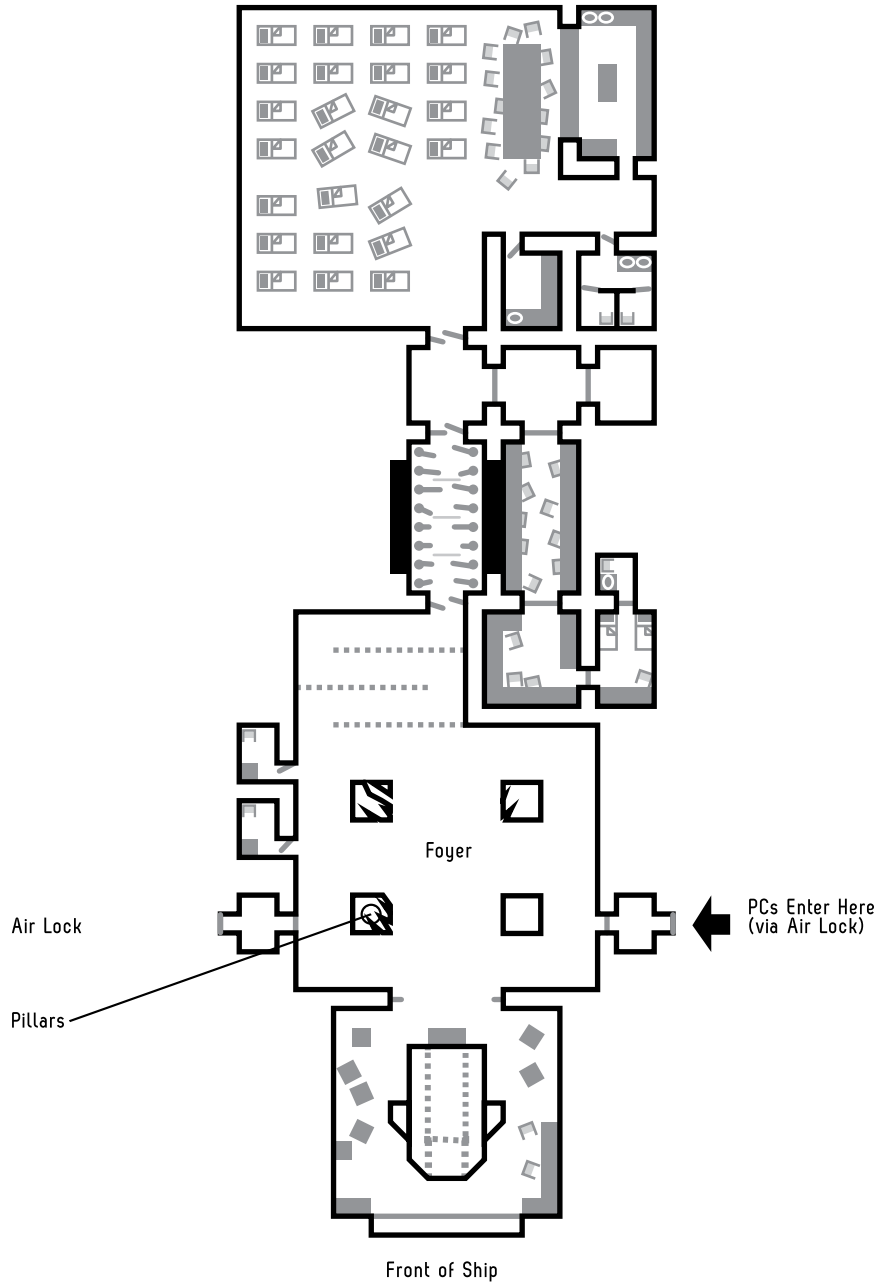 Foyer
Air Lock
PCs Enter Here
(via Air Lock)
Pillars
Front of Ship